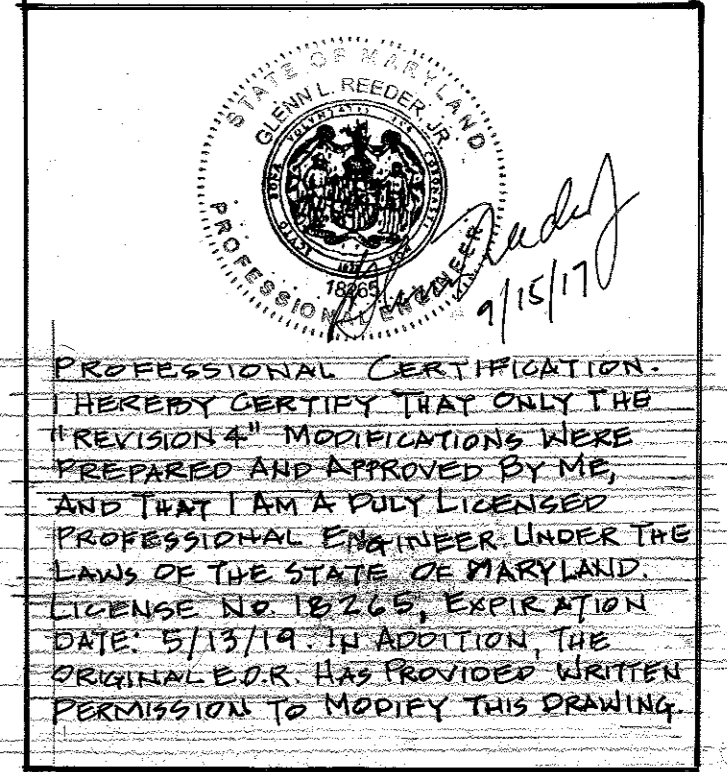 STATE OF MARYLAND
GLENN L. REEDER, JR.
18265
PROFESSIONAL ENGINEER
9/15/17
PROFESSIONAL CERTIFICATION.
I HEREBY CERTIFY THAT ONLY THE
"REVISION 4" MODIFICATIONS WERE
PREPARED AND APPROVED BY ME,
AND THAT I AM A DULY LICENSED
PROFESSIONAL ENGINEER UNDER THE
LAWS OF THE STATE OF MARYLAND.
LICENSE NO. 18265, EXPIRATION
DATE: 5/13/19. IN ADDITION, THE
ORIGINAL E.O.R. HAS PROVIDED WRITTEN
PERMISSION TO MODIFY THIS DRAWING.